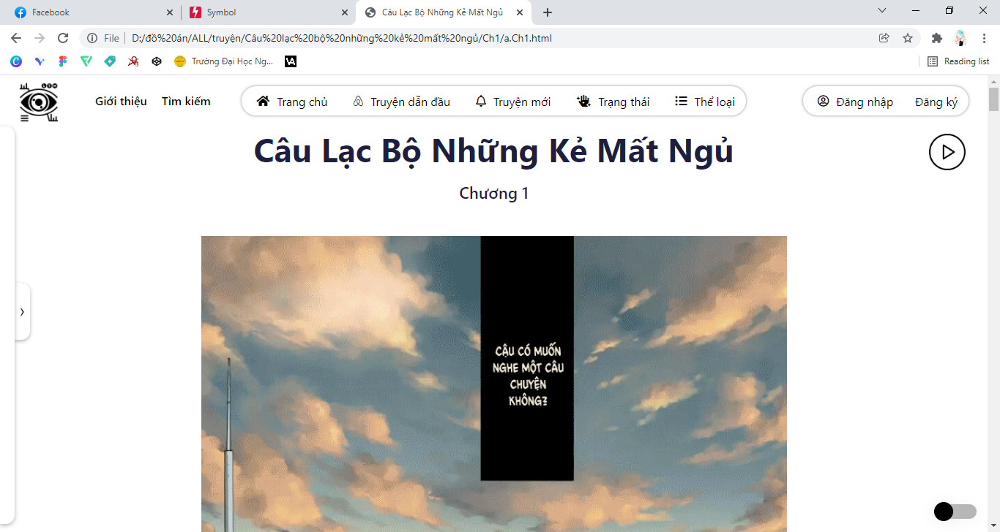 Facebook
Symbol
Câu Lạc Bộ Những Kẻ Mất Ngủ
File
D:/đồ%20án/ALL/truyện/Câu%20lạc%20bộ%20những%20kẻ%20mất%20ngủ/Ch1/a.Ch1.html
Trường Đại Học Ng...
Reading list
Giới thiệu
Tìm kiếm
Trang chủ
Truyện dẫn đầu
Truyện mới
Trạng thái
Thể loại
Đăng nhập
Đăng ký
Câu Lạc Bộ Những Kẻ Mất Ngủ
Chương 1
CẬU CÓ MUỐN
NGHE MỘT CÂU
CHUYỆN
KHÔNG?